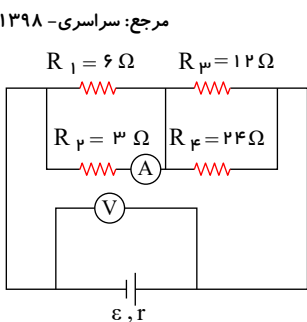 مرجع: سراسری- ۱۳۹۸
R ۱ = ۶ Ω R ۳ = ۱۲ Ω
R ۲ = ۳ Ω R ۴ = ۲۴ Ω
A
V
ε , r